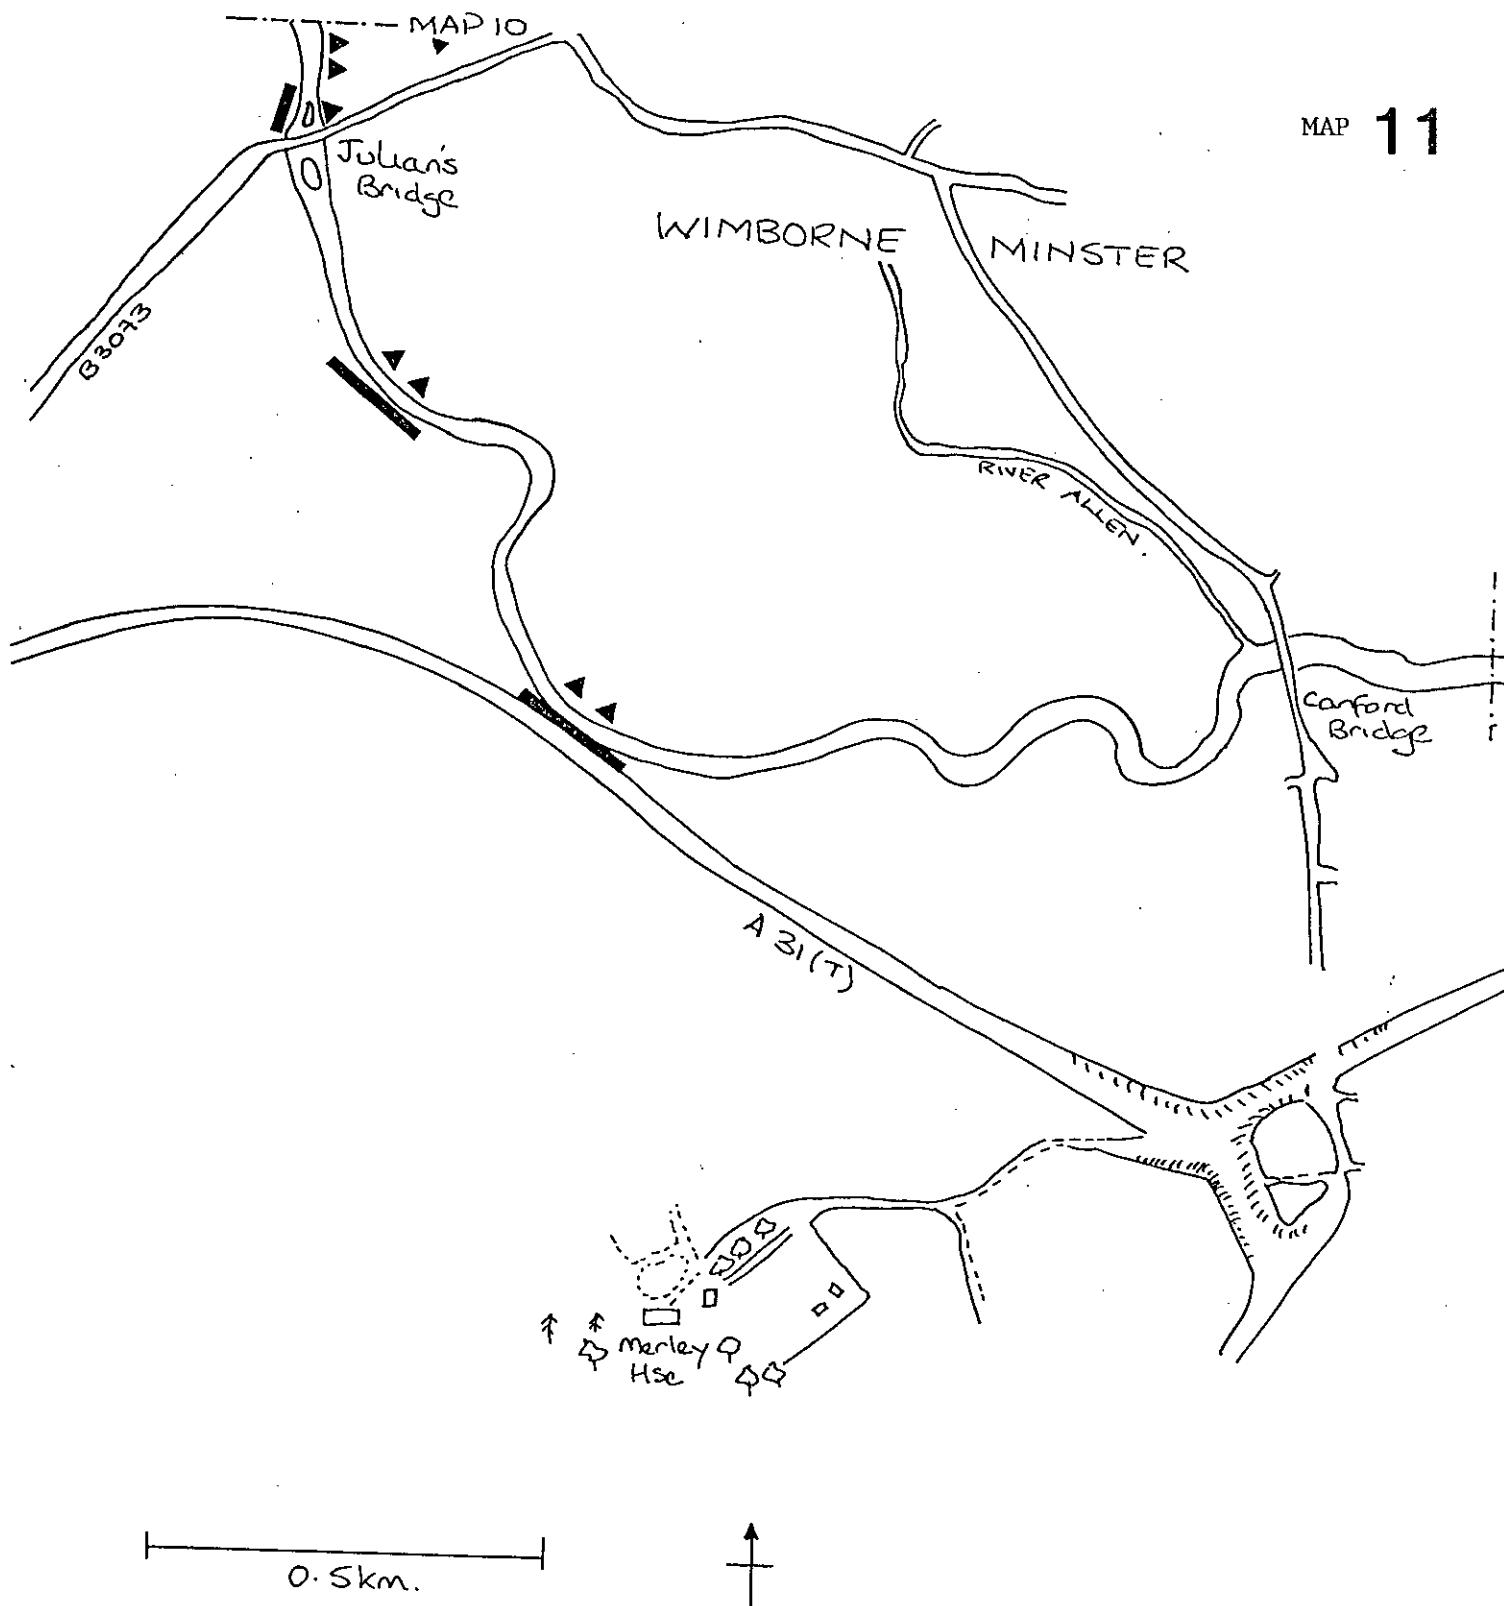 MAP 10
MAP 11
Julian's
Bridge
WIMBORNE MINSTER
B3073
RIVER ALLEN.
Canford
Bridge
A 31 (T)
Merley
Hse
0.5km.